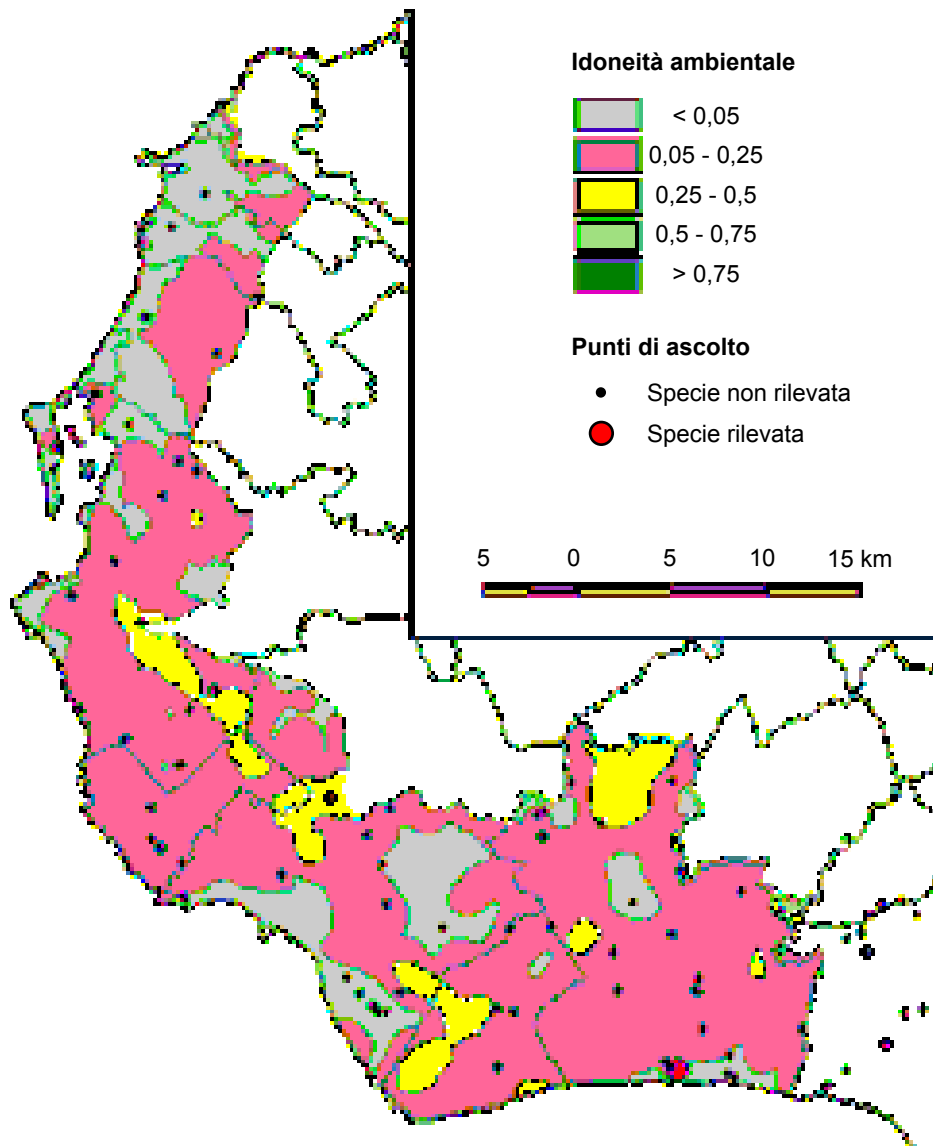 Idoneità ambientale
< 0,05
0,05 - 0,25
0,25 - 0,5
0,5 - 0,75
> 0,75
Punti di ascolto
Specie non rilevata
Specie rilevata
5 0 5 10 15 km